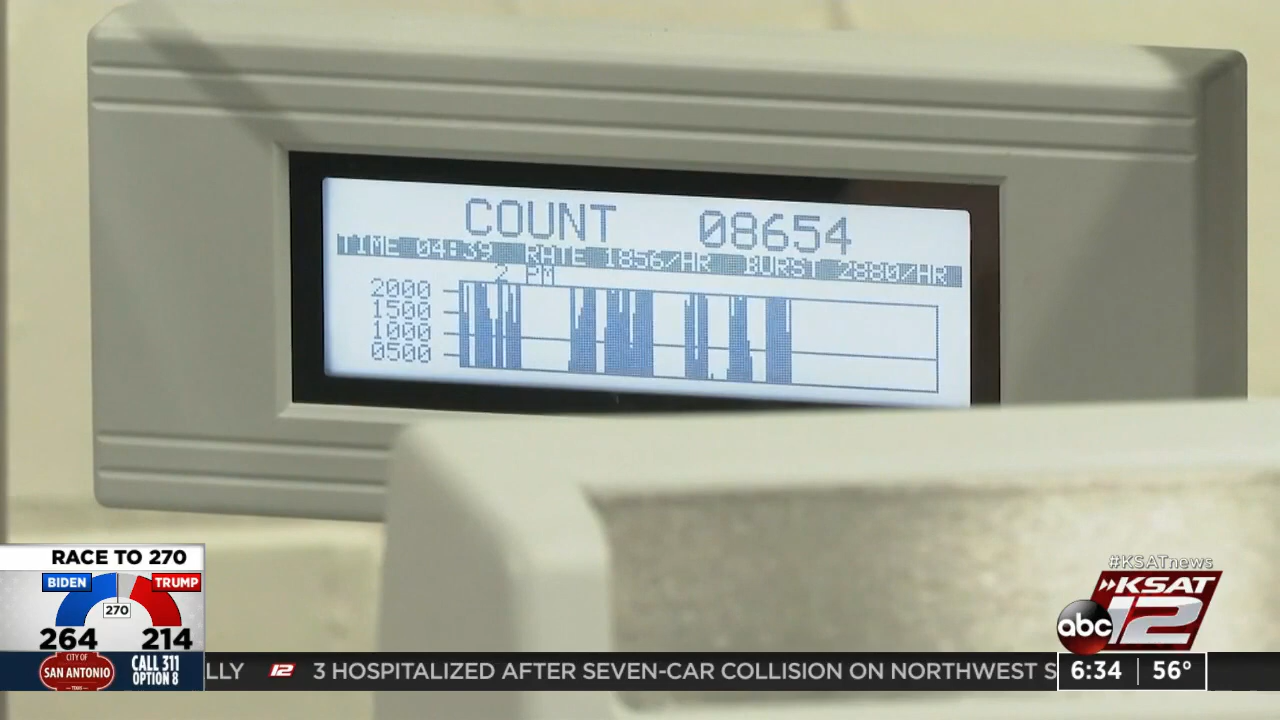 COUNT 08654
TIME 04:39 RATE 1856/HR BURST 2880/HR
2 PM
2000
1500
1000
0500
RACE TO 270
BIDEN
TRUMP
270
264
214
#KSATnews
KSAT
abc
12
CITY OF
SAN ANTONIO
TEXAS
CALL 311
OPTION 8
LLY 12 3 HOSPITALIZED AFTER SEVEN-CAR COLLISION ON NORTHWEST S
6:34 56°